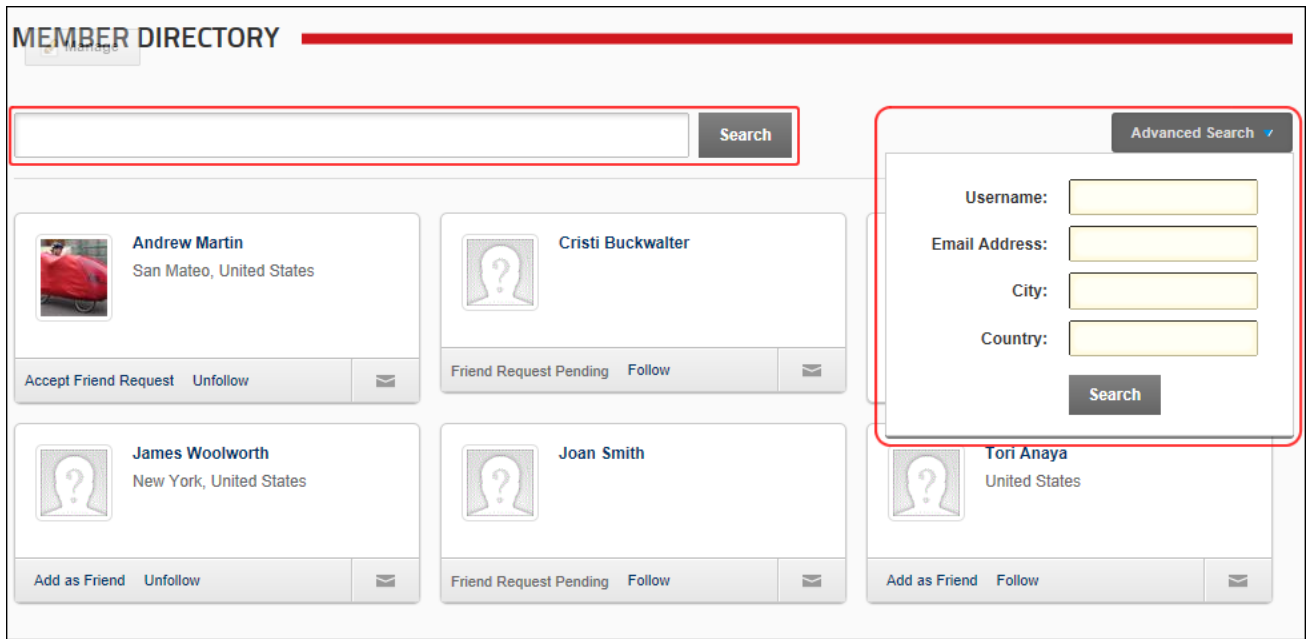 MEMBER DIRECTORY
Manage
Search
Advanced Search
Username:
Email Address:
City:
Country:
Search
Andrew Martin
San Mateo, United States
Accept Friend Request Unfollow
Cristi Buckwalter
Friend Request Pending Follow
James Woolworth
New York, United States
Add as Friend Unfollow
Joan Smith
Friend Request Pending Follow
Tori Anaya
United States
Add as Friend Follow